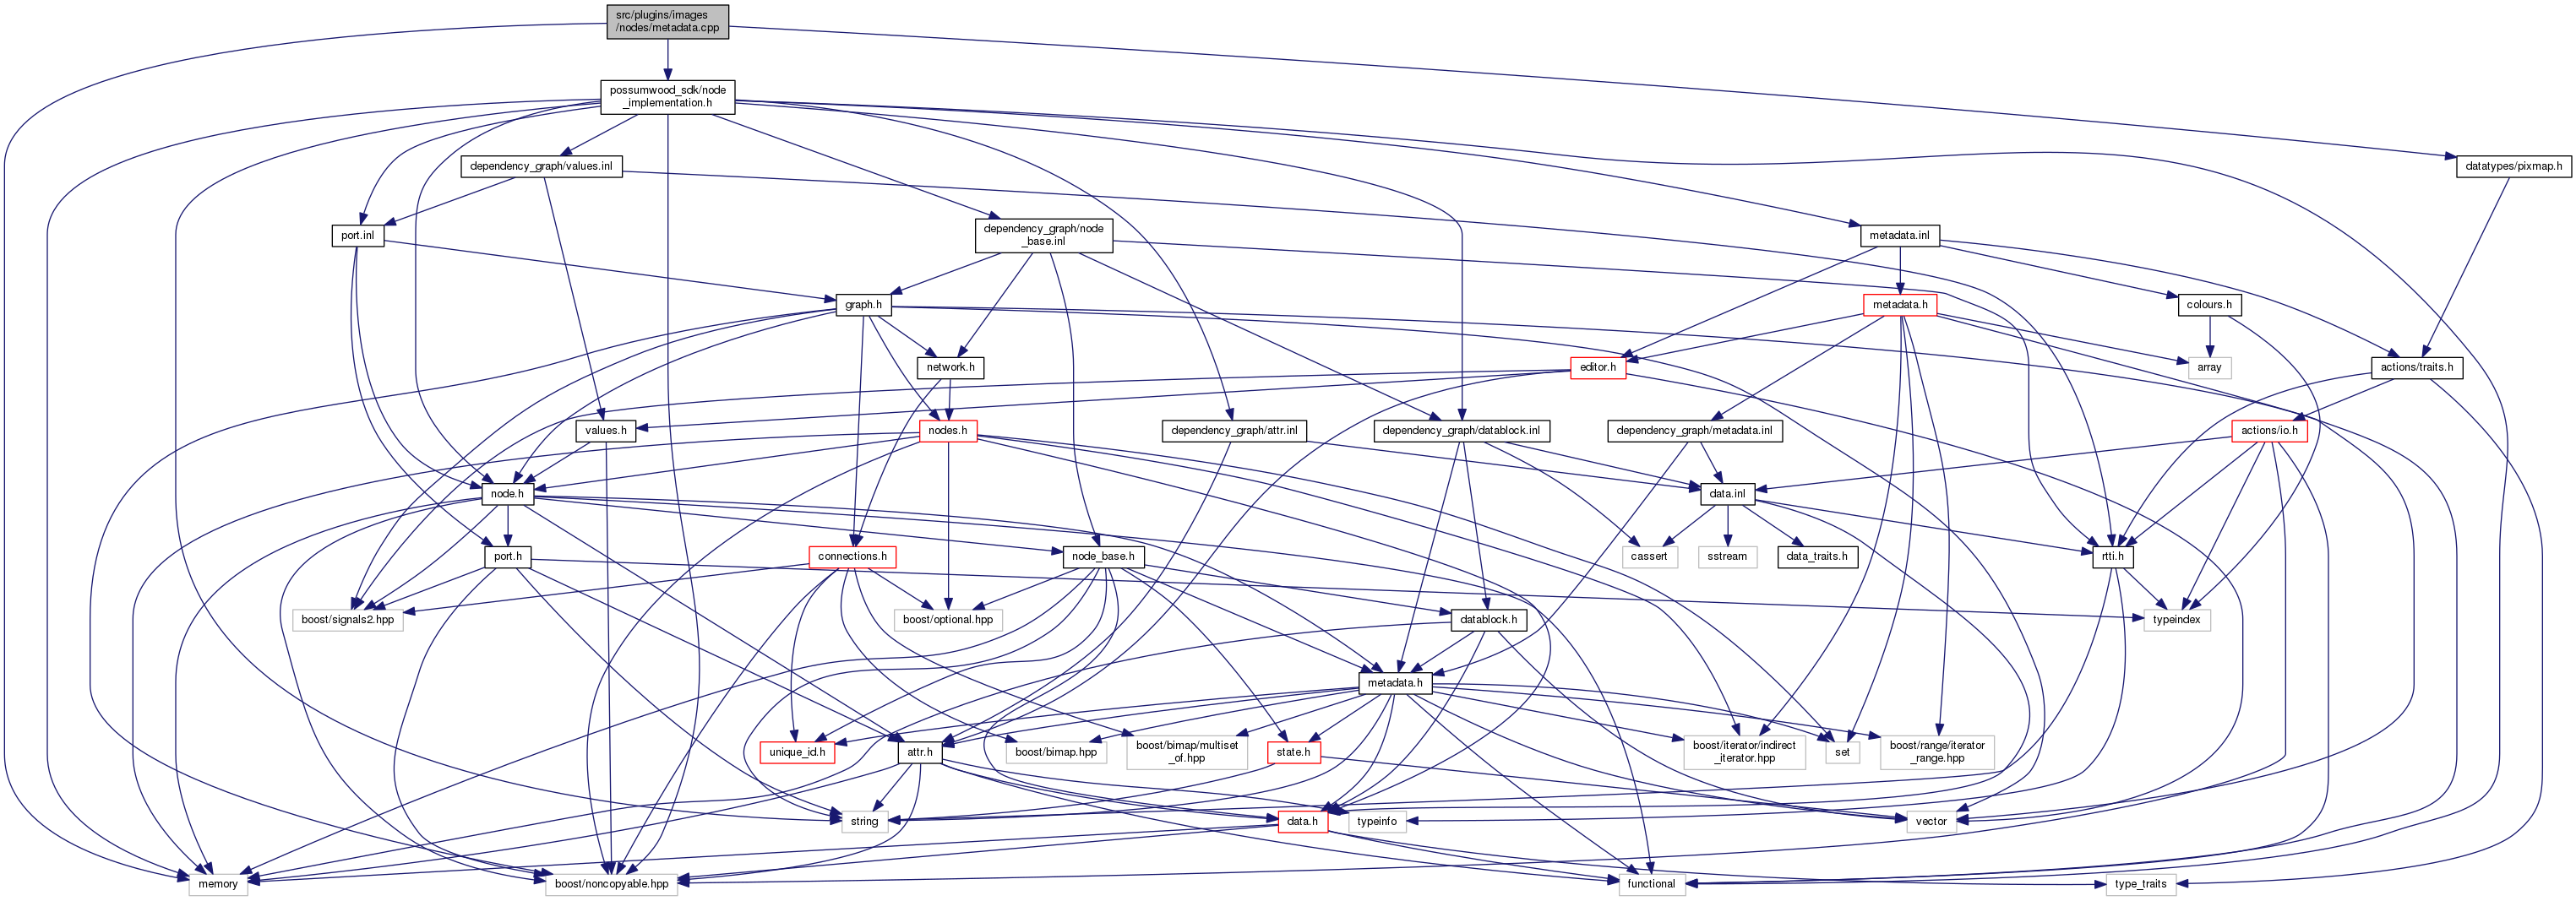 src/plugins/images
/nodes/metadata.cpp
possumwood_sdk/node
_implementation.h
dependency_graph/values.inl
datatypes/pixmap.h
port.inl
dependency_graph/node
_base.inl
metadata.inl
graph.h
metadata.h
colours.h
network.h
editor.h
array
actions/traits.h
values.h
nodes.h
dependency_graph/attr.inl
dependency_graph/datablock.inl
dependency_graph/metadata.inl
actions/io.h
node.h
data.inl
port.h
connections.h
node_base.h
cassert
sstream
data_traits.h
rtti.h
boost/signals2.hpp
boost/optional.hpp
datablock.h
typeindex
metadata.h
unique_id.h
attr.h
boost/bimap.hpp
boost/bimap/multiset
_of.hpp
state.h
boost/iterator/indirect
_iterator.hpp
set
boost/range/iterator
_range.hpp
string
data.h
typeinfo
vector
memory
boost/noncopyable.hpp
functional
type_traits